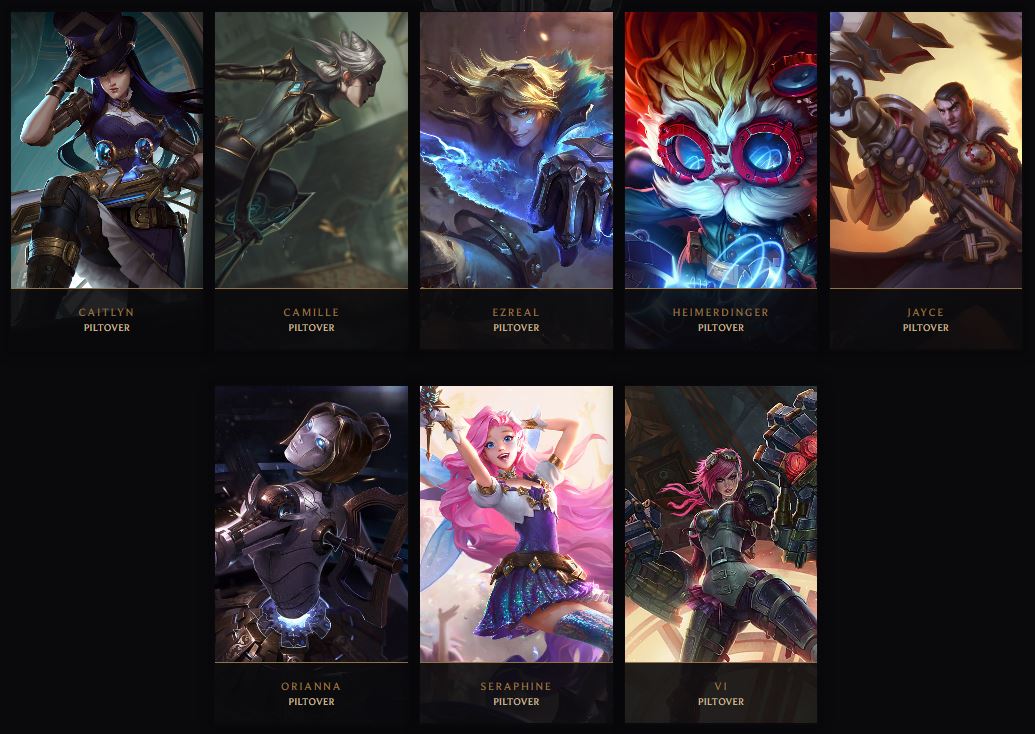 CAITLYN
PILTOVER
CAMILLE
PILTOVER
EZREAL
PILTOVER
HEIMERDINGER
PILTOVER
JAYCE
PILTOVER
ORIANNA
PILTOVER
SERAPHINE
PILTOVER
VI
PILTOVER